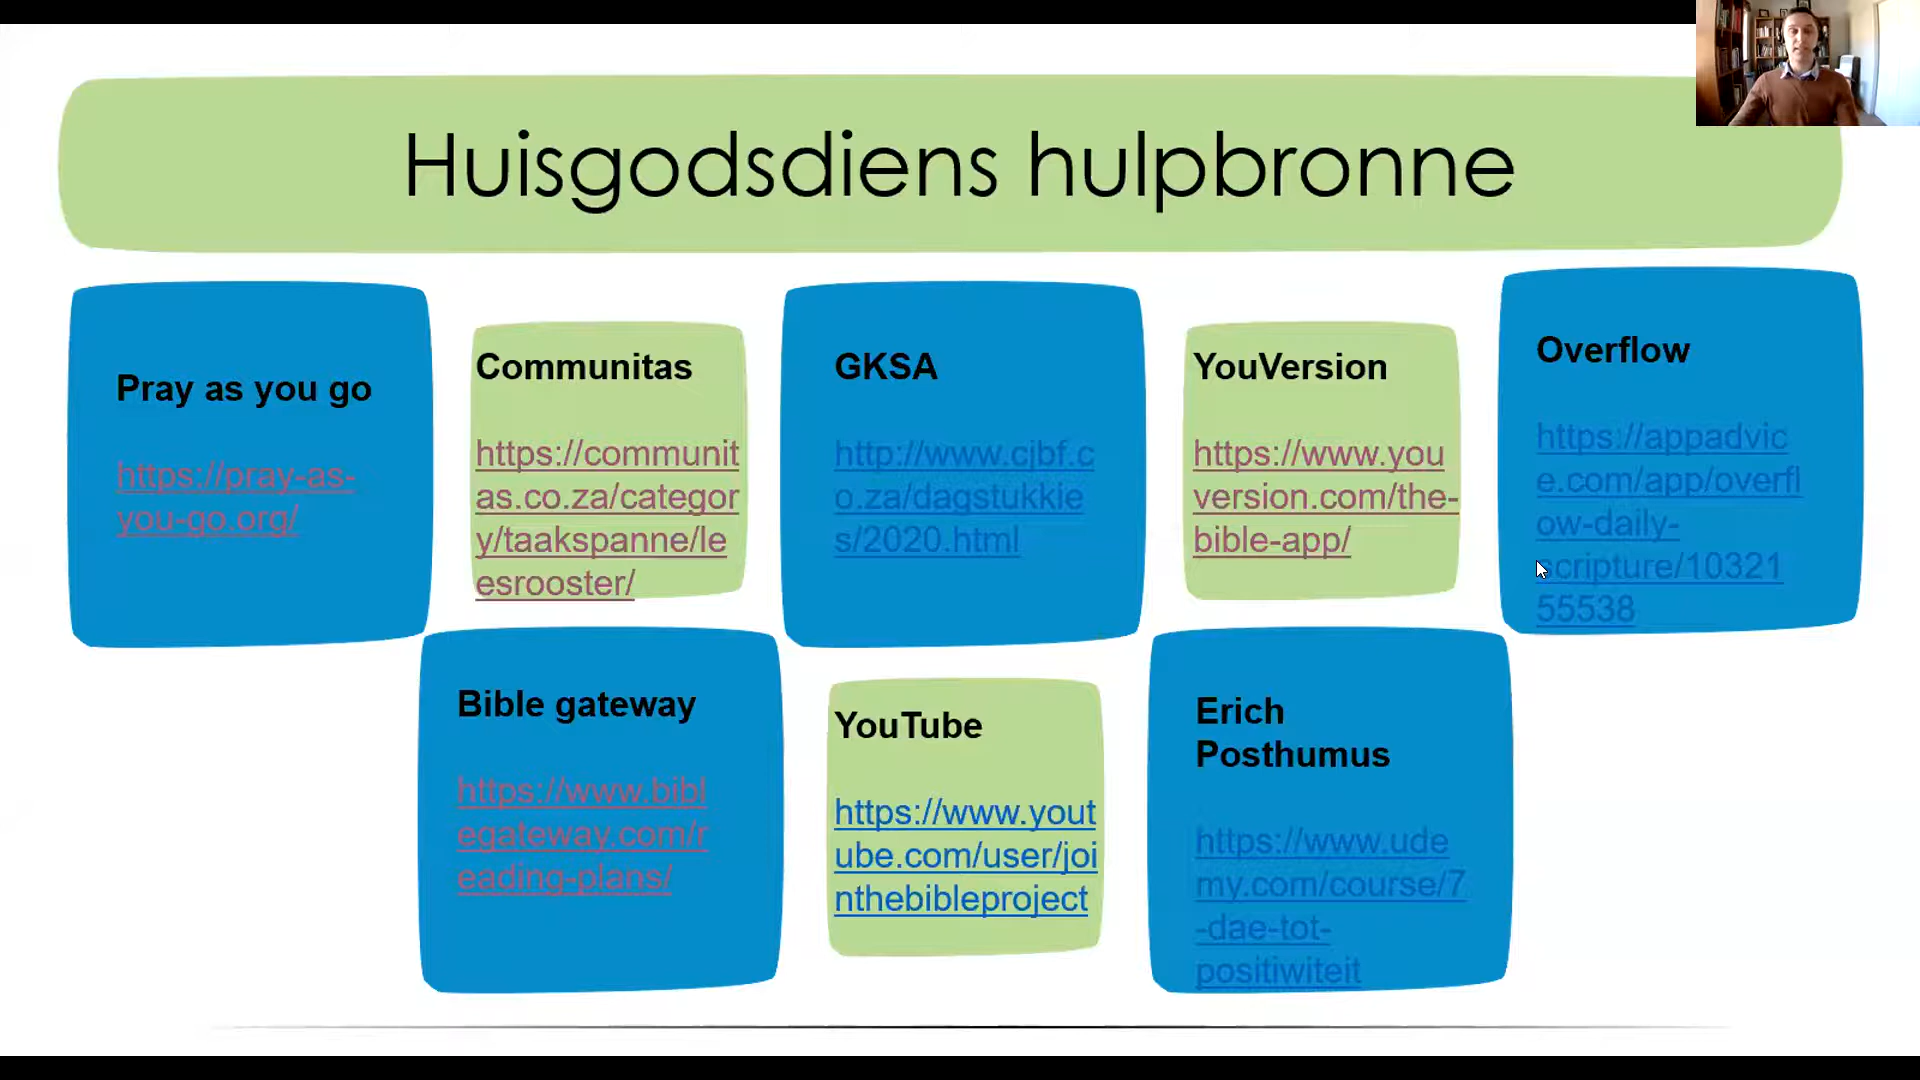 Huisgodsdiens hulpbronne
Pray as you go
https://pray-as-
you-go.org/
Communitas
https://communit
as.co.za/categor
y/taakspanne/le
esrooster/
GKSA
http://www.cjbf.c
o.za/dagstukkie
s/2020.html
YouVersion
https://www.you
version.com/the-
bible-app/
Overflow
https://appadvic
e.com/app/overfl
ow-daily-
scripture/10321
55538
Bible gateway
https://www.bibl
egateway.com/r
eading-plans/
YouTube
https://www.yout
ube.com/user/joi
nthebibleproject
Erich
Posthumus
https://www.ude
my.com/course/7
-dae-tot-
positiwiteit